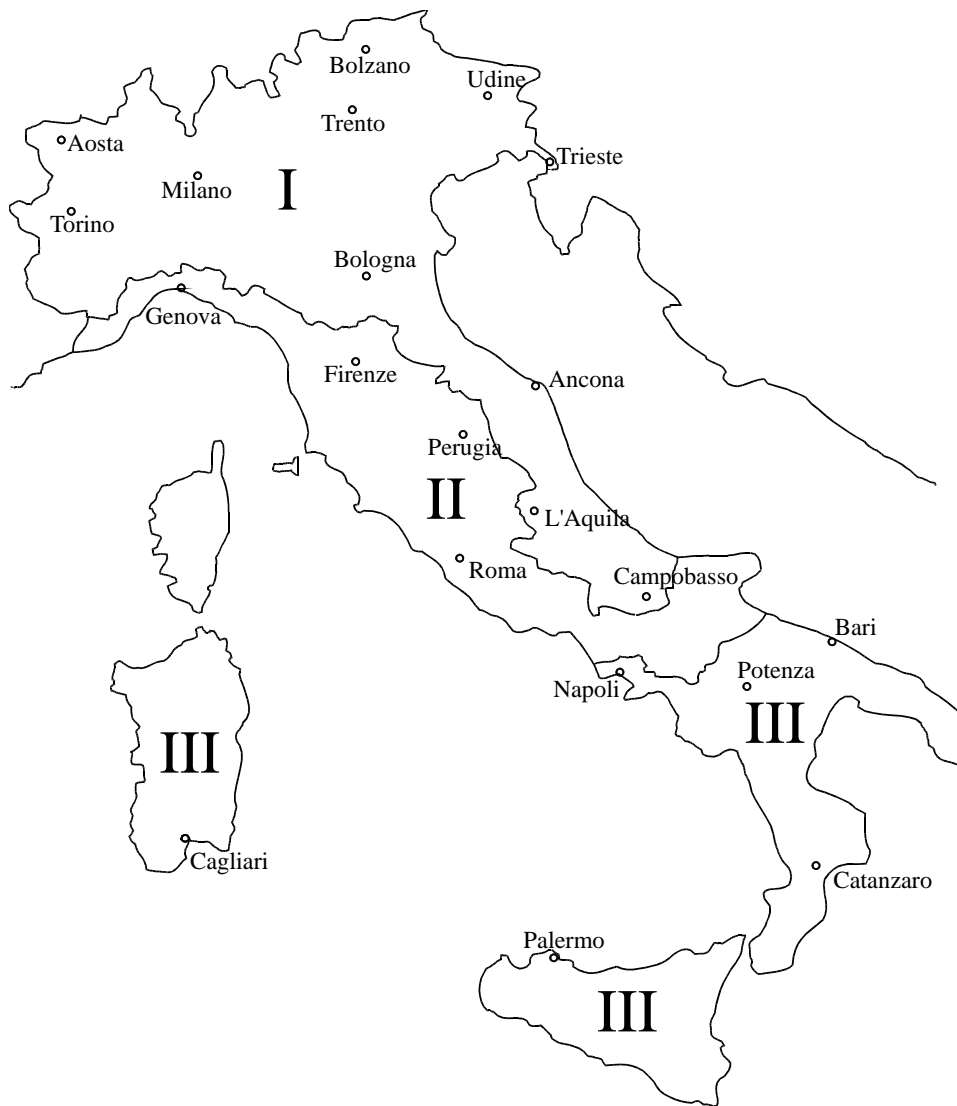 Bolzano
Udine
Trento
Aosta
Trieste
Milano
I
Torino
Bologna
Genova
Firenze
Ancona
Perugia
II
L'Aquila
Roma
Campobasso
Bari
Napoli
Potenza
III
III
Cagliari
Catanzaro
Palermo
III